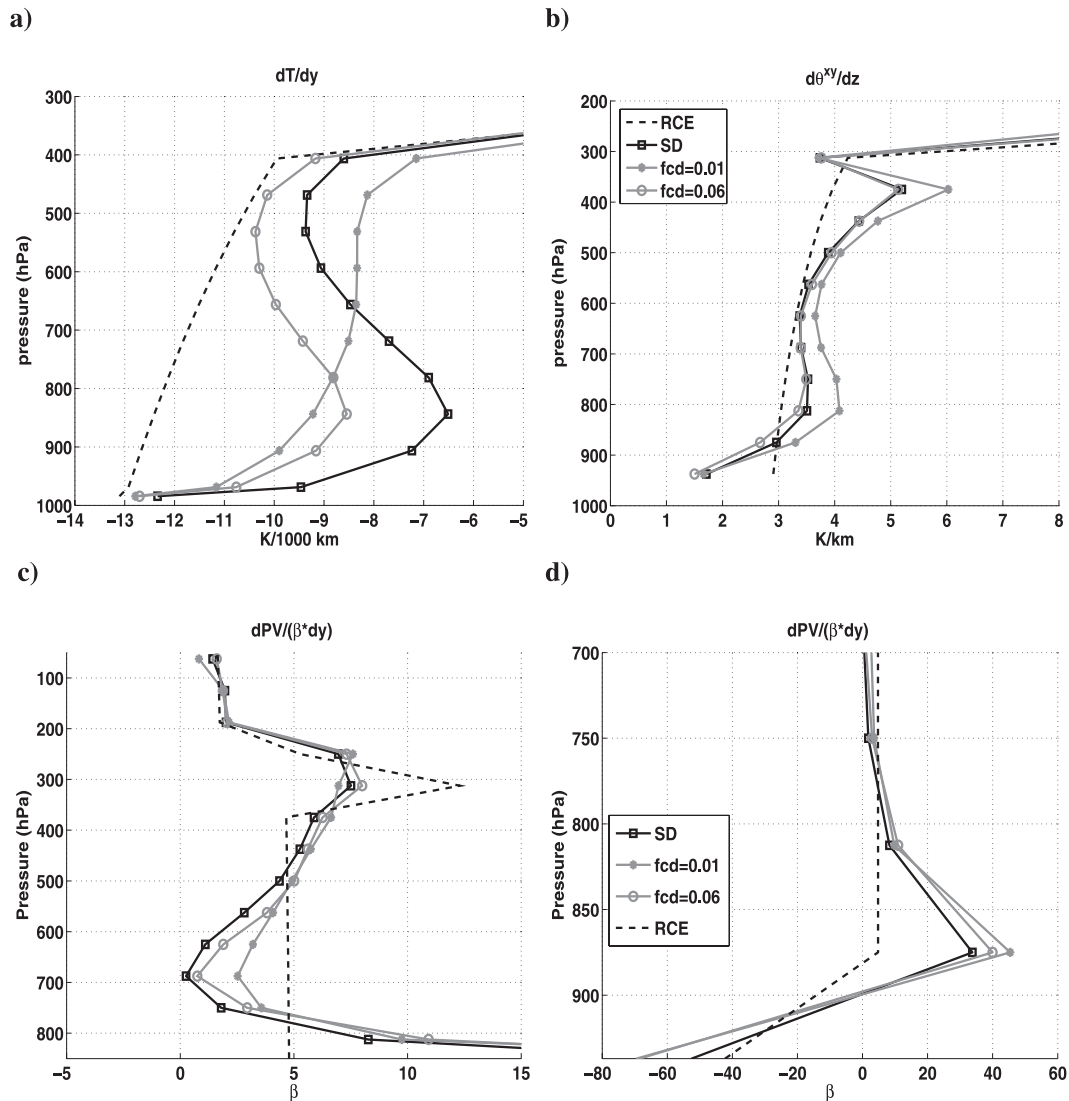 a)
dT/dy
300
400
500
600
700
800
900
1000
pressure (hPa)
−14 −13 −12 −11 −10 −9 −8 −7 −6 −5
K/1000 km
b)
dθ^xy/dz
RCE
SD
fcd=0.01
fcd=0.06
200
300
400
500
600
700
800
900
1000
pressure (hPa)
0 1 2 3 4 5 6 7 8
K/km
c)
dPV/(β*dy)
100
200
300
400
500
600
700
800
Pressure (hPa)
−5 0 5 10 15
β
d)
dPV/(β*dy)
700
750
800
850
900
Pressure (hPa)
SD
fcd=0.01
fcd=0.06
RCE
−80 −60 −40 −20 0 20 40 60
β